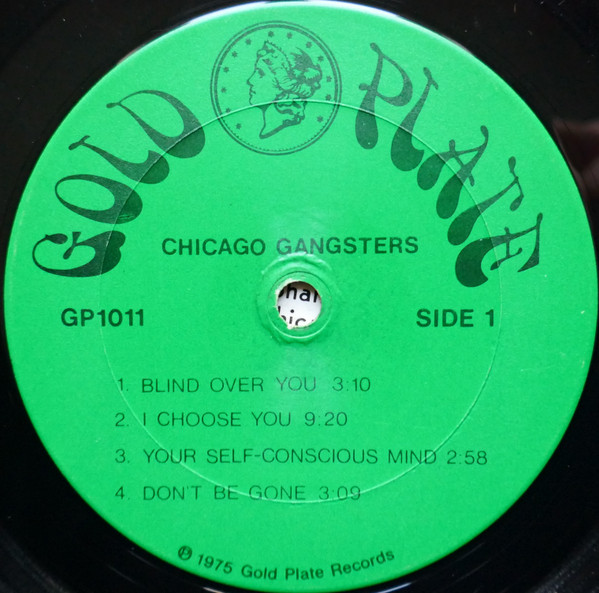 GOLD PLATE
CHICAGO GANGSTERS
GP1011
SIDE 1
1. BLIND OVER YOU 3:10
2. I CHOOSE YOU 9:20
3. YOUR SELF-CONSCIOUS MIND 2:58
4. DON'T BE GONE 3:09
℗ 1975 Gold Plate Records